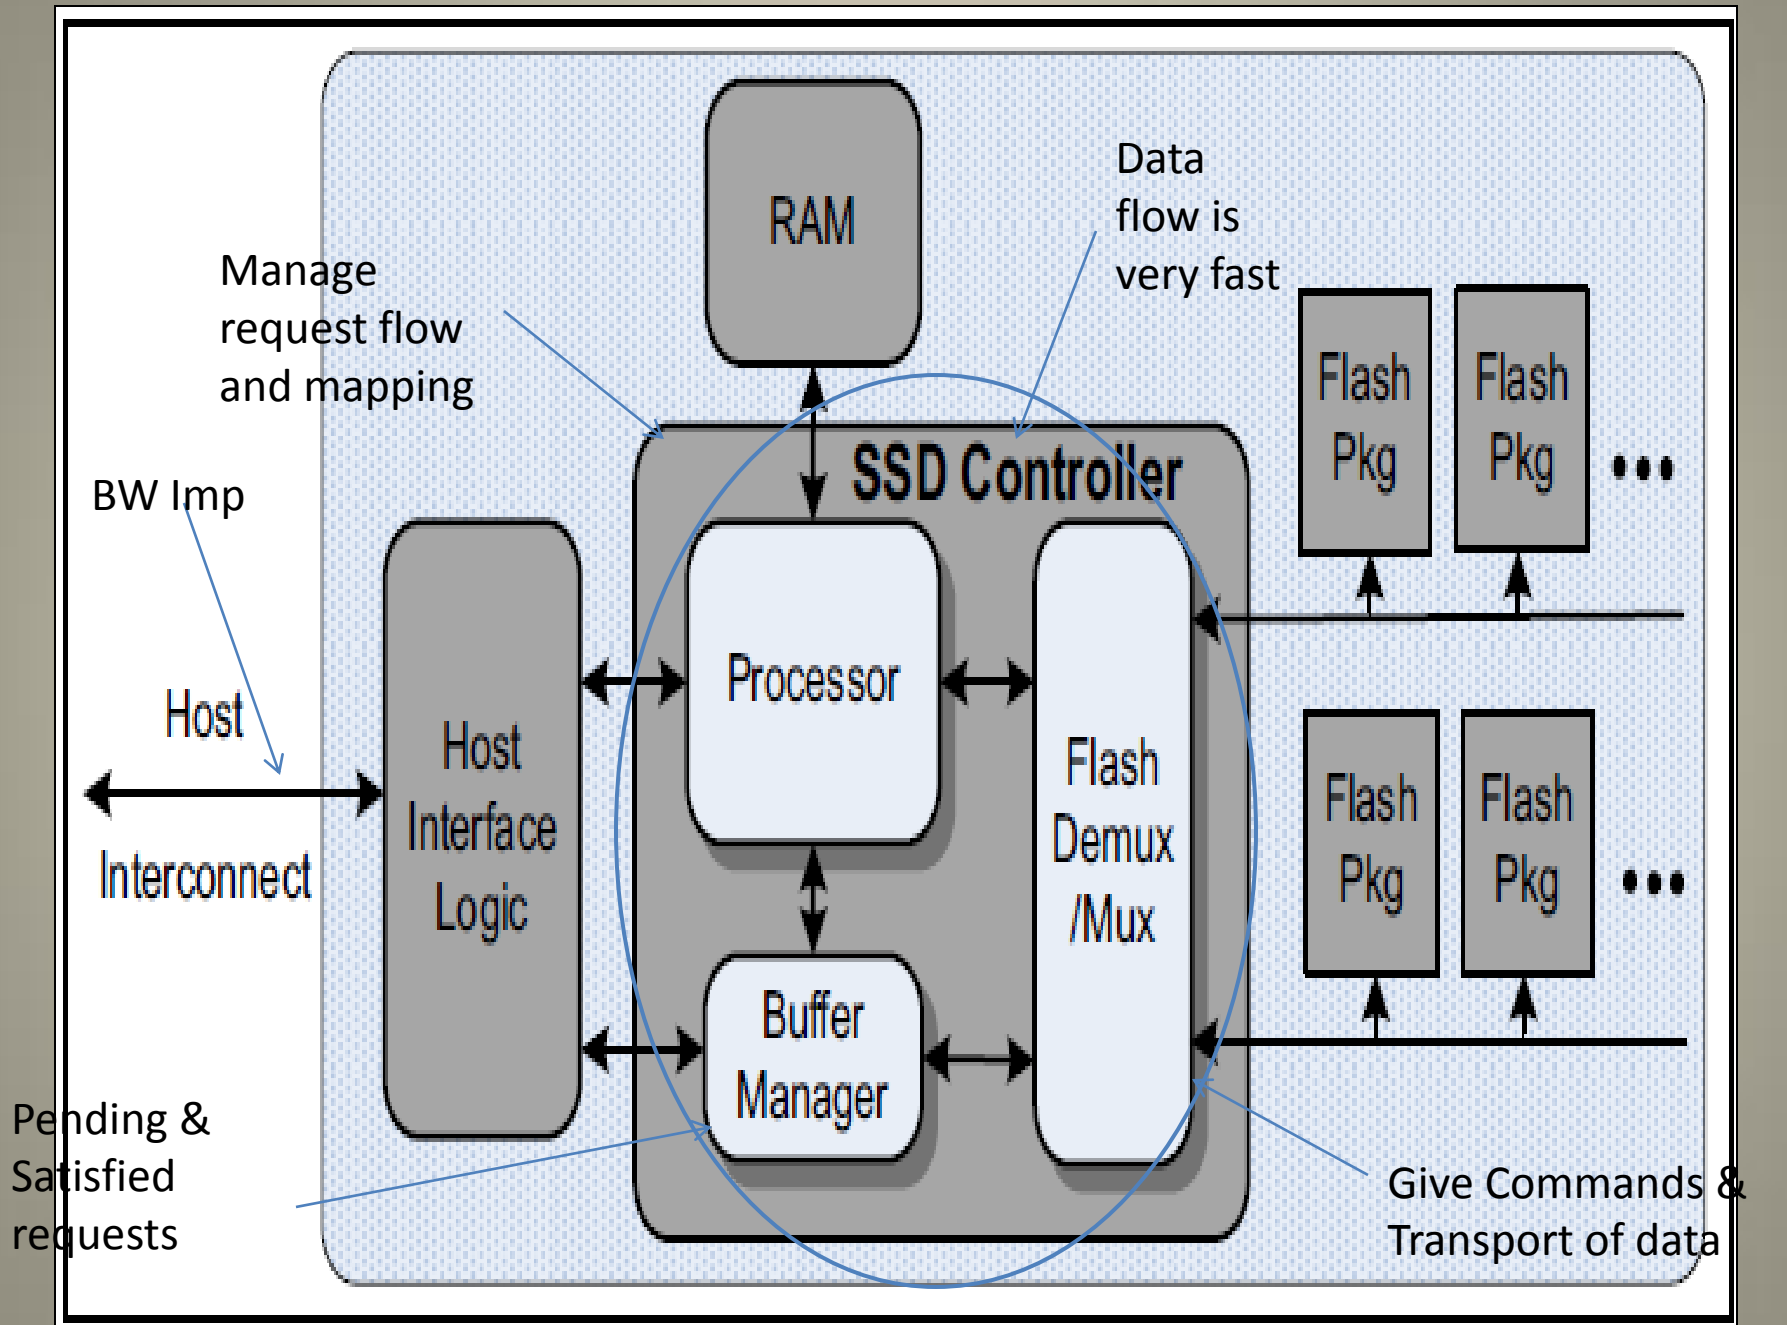 RAM
Data
flow is
very fast
Manage
request flow
and mapping
Flash
Pkg
Flash
Pkg
...
SSD Controller
BW Imp
Processor
Host
Interconnect
Host
Interface
Logic
Flash
Demux
/Mux
Flash
Pkg
Flash
Pkg
...
Buffer
Manager
Pending &
Satisfied
requests
Give Commands &
Transport of data